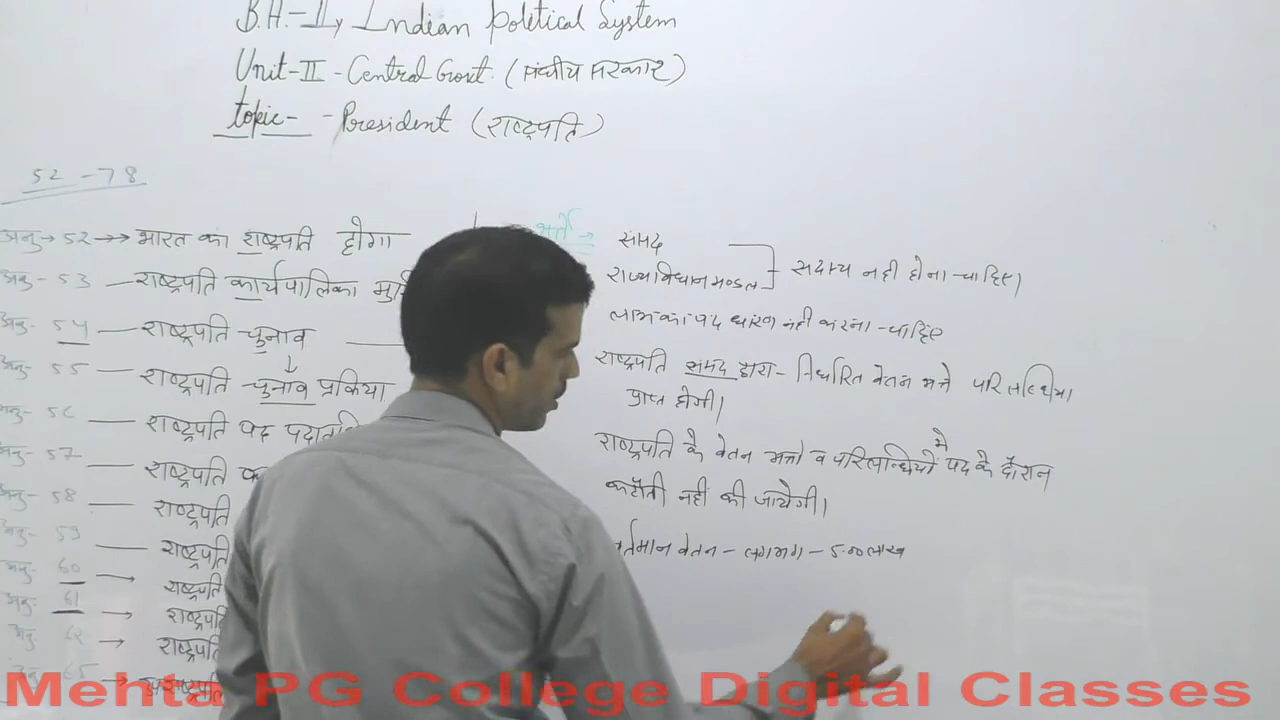 B.A.-II, Indian Political System
Unit-II - Central Govt. (संघीय सरकार)
topic- - President (राष्ट्रपति)
52 - 78
अनु→ 52 →→ भारत का राष्ट्रपति होगा
अनु- 53 — राष्ट्रपति कार्यपालिका
अनु- 54 — राष्ट्रपति चुनाव —
अनु- 55 — राष्ट्रपति चुनाव प्रकिया
अनु- 56 — राष्ट्रपति पद
अनु- 57 — राष्ट्रपति
अनु- 58 — राष्ट्रपति
अनु- 59 — राष्ट्रपति
अनु- 60 → राष्ट्रपति
अनु- 61 → राष्ट्रपति
अनु- 62 → राष्ट्रपति
अनु- 65 → राष्ट्रपति
संसद
राज्य विधानमण्डल
सदस्य नही होना चाहिए।
लाभ का पद धारण नही करना - चाहिए
राष्ट्रपति संसद द्वारा - निर्धारित वेतन भत्ते
प्राप्त होगी।
राष्ट्रपति के वेतन भत्तो व परिलब्धियों में पद के दौरान
कटौती नही की जायेगी।
वर्तमान वेतन - लगभग - 5.00 लाख
Mehta PG College Digital Classes